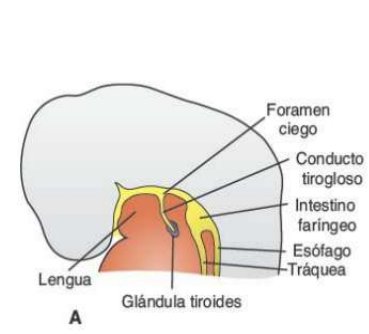 Foramen
ciego
Conducto
tirogloso
Intestino
faríngeo
Esófago
Tráquea
Lengua
Glándula tiroides
A